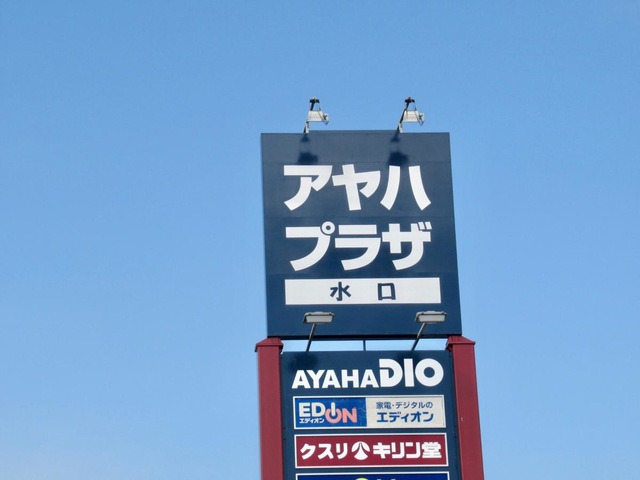 アヤハ
プラザ
水口
AYAHADIO
EDION
エディオン
家電・デジタルの
エディオン
クスリ キリン堂